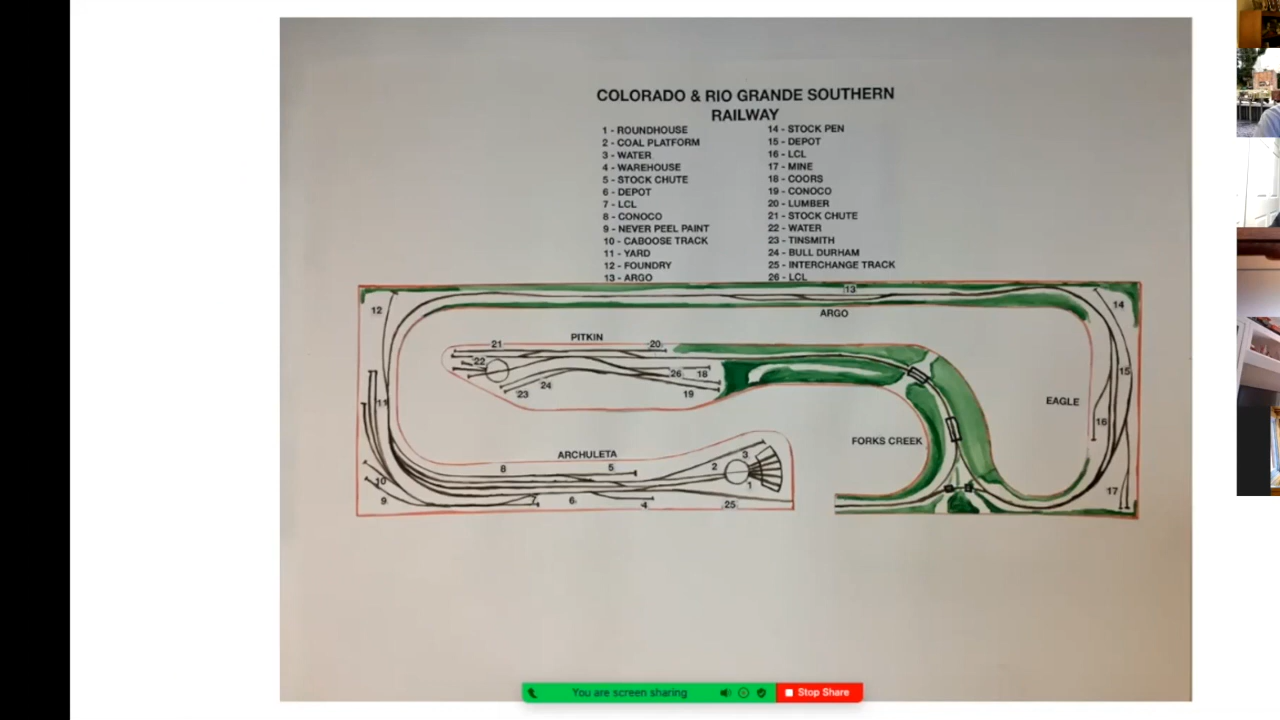 COLORADO & RIO GRANDE SOUTHERN
RAILWAY
1 - ROUNDHOUSE
2 - COAL PLATFORM
3 - WATER
4 - WAREHOUSE
5 - STOCK CHUTE
6 - DEPOT
7 - LCL
8 - CONOCO
9 - NEVER PEEL PAINT
10 - CABOOSE TRACK
11 - YARD
12 - FOUNDRY
13 - ARGO
14 - STOCK PEN
15 - DEPOT
16 - LCL
17 - MINE
18 - COORS
19 - CONOCO
20 - LUMBER
21 - STOCK CHUTE
22 - WATER
23 - TINSMITH
24 - BULL DURHAM
25 - INTERCHANGE TRACK
26 - LCL
13
12
14
ARGO
PITKIN
21
20
22
26
18
15
24
23
19
11
EAGLE
16
FORKS CREEK
ARCHULETA
3
8
5
2
10
1
17
9
7
6
4
25
You are screen sharing
Stop Share